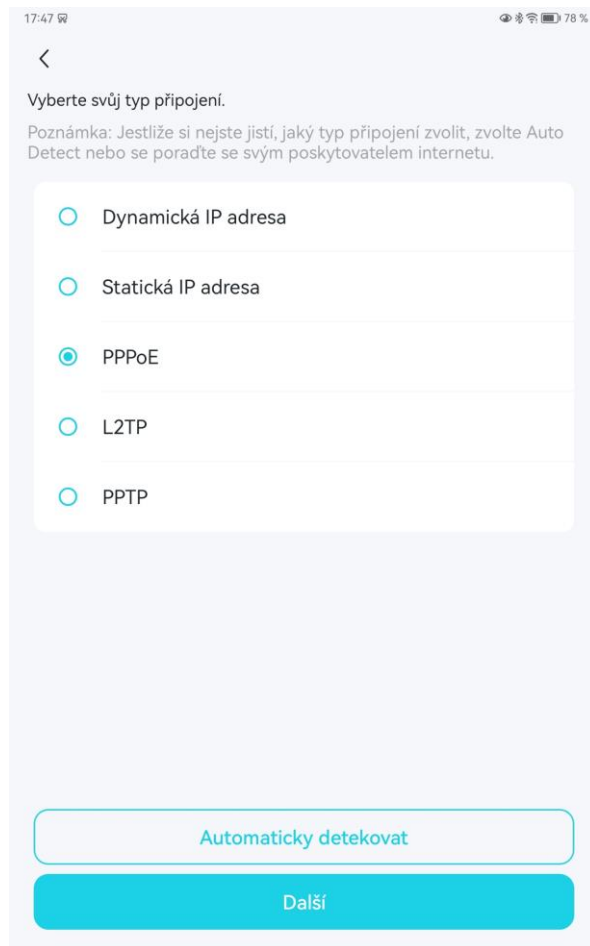 17:47
78 %
Vyberte svůj typ připojení.
Poznámka: Jestliže si nejste jistí, jaký typ připojení zvolit, zvolte Auto
Detect nebo se poraďte se svým poskytovatelem internetu.
Dynamická IP adresa
Statická IP adresa
PPPoE
L2TP
PPTP
Automaticky detekovat
Další